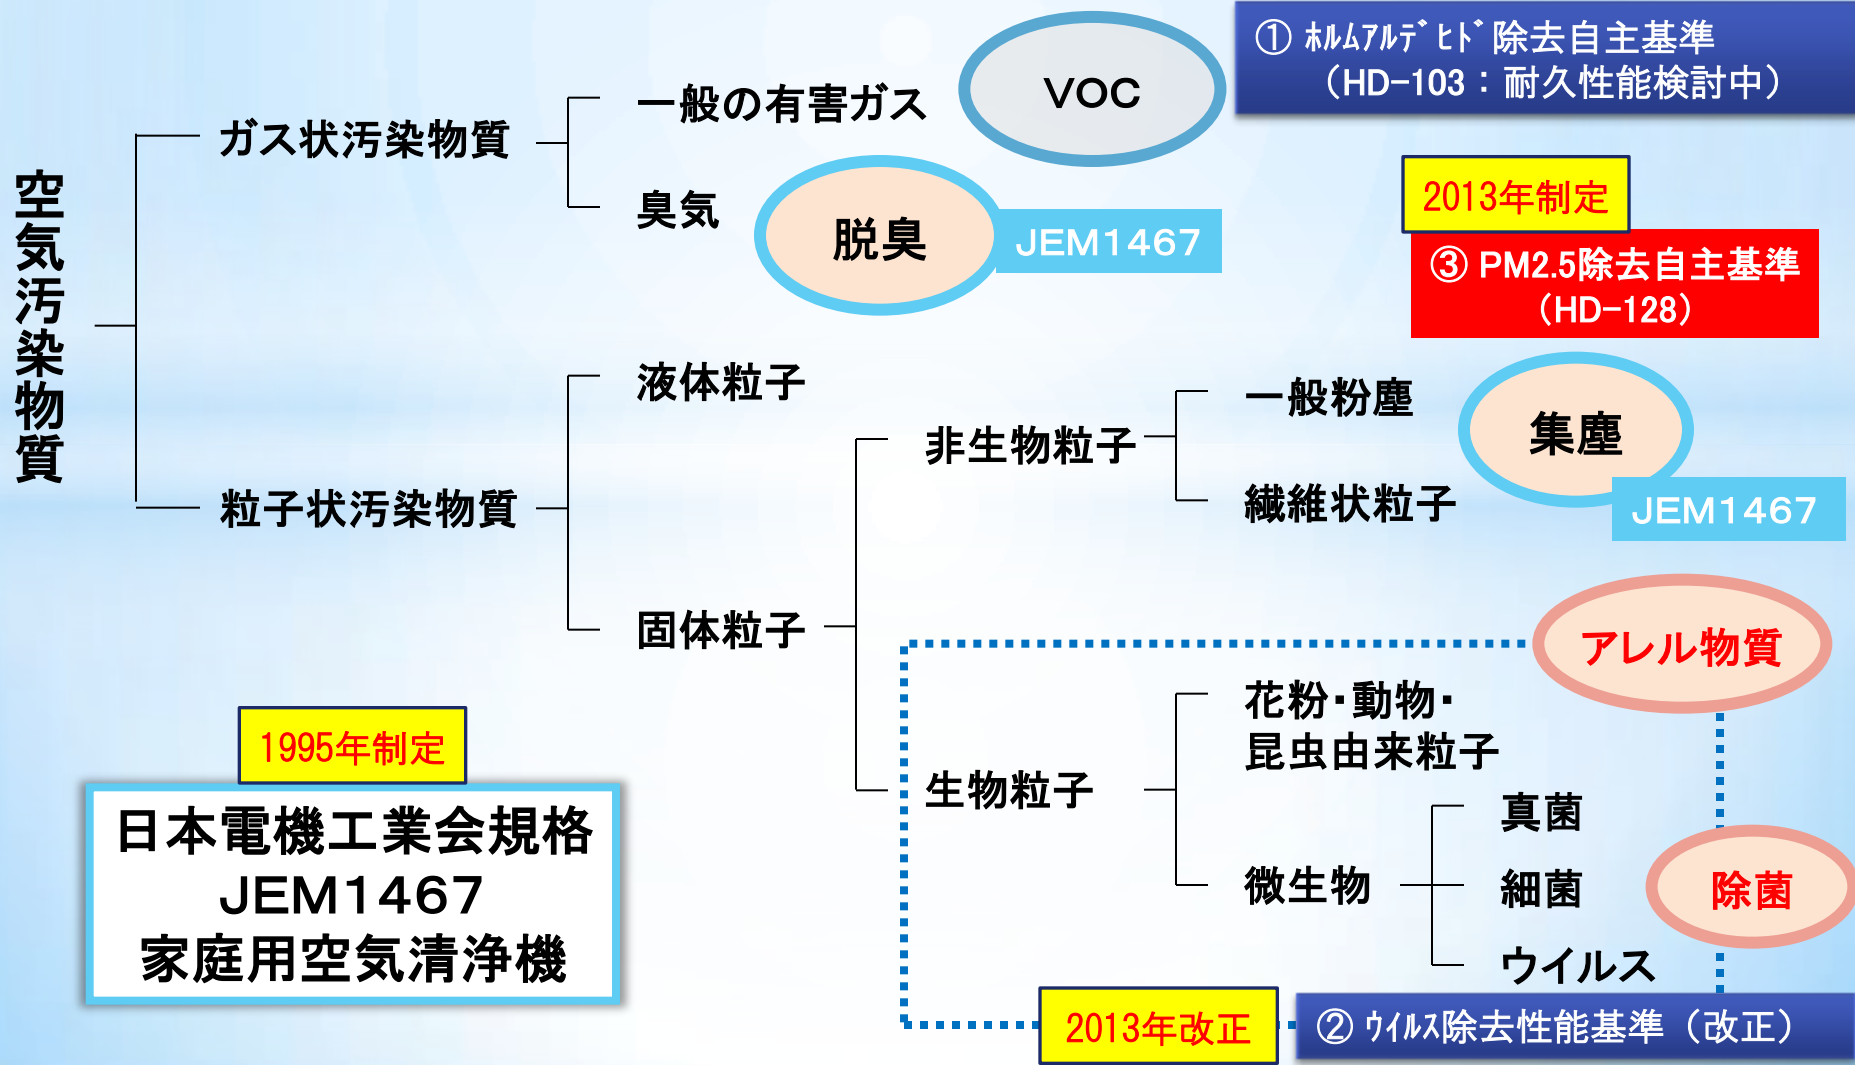 空気汚染物質
ガス状汚染物質
一般の有害ガス
VOC
① ﾎﾙﾑｱﾙﾃﾞﾋﾄﾞ除去自主基準
(HD-103：耐久性能検討中)
臭気
脱臭
JEM1467
2013年制定
③ PM2.5除去自主基準
(HD-128)
粒子状汚染物質
液体粒子
固体粒子
非生物粒子
一般粉塵
繊維状粒子
集塵
JEM1467
生物粒子
アレル物質
花粉・動物・
昆虫由来粒子
微生物
真菌
細菌
ウイルス
除菌
2013年改正
② ｳｲﾙｽ除去性能基準（改正）
1995年制定
日本電機工業会規格
JEM1467
家庭用空気清浄機